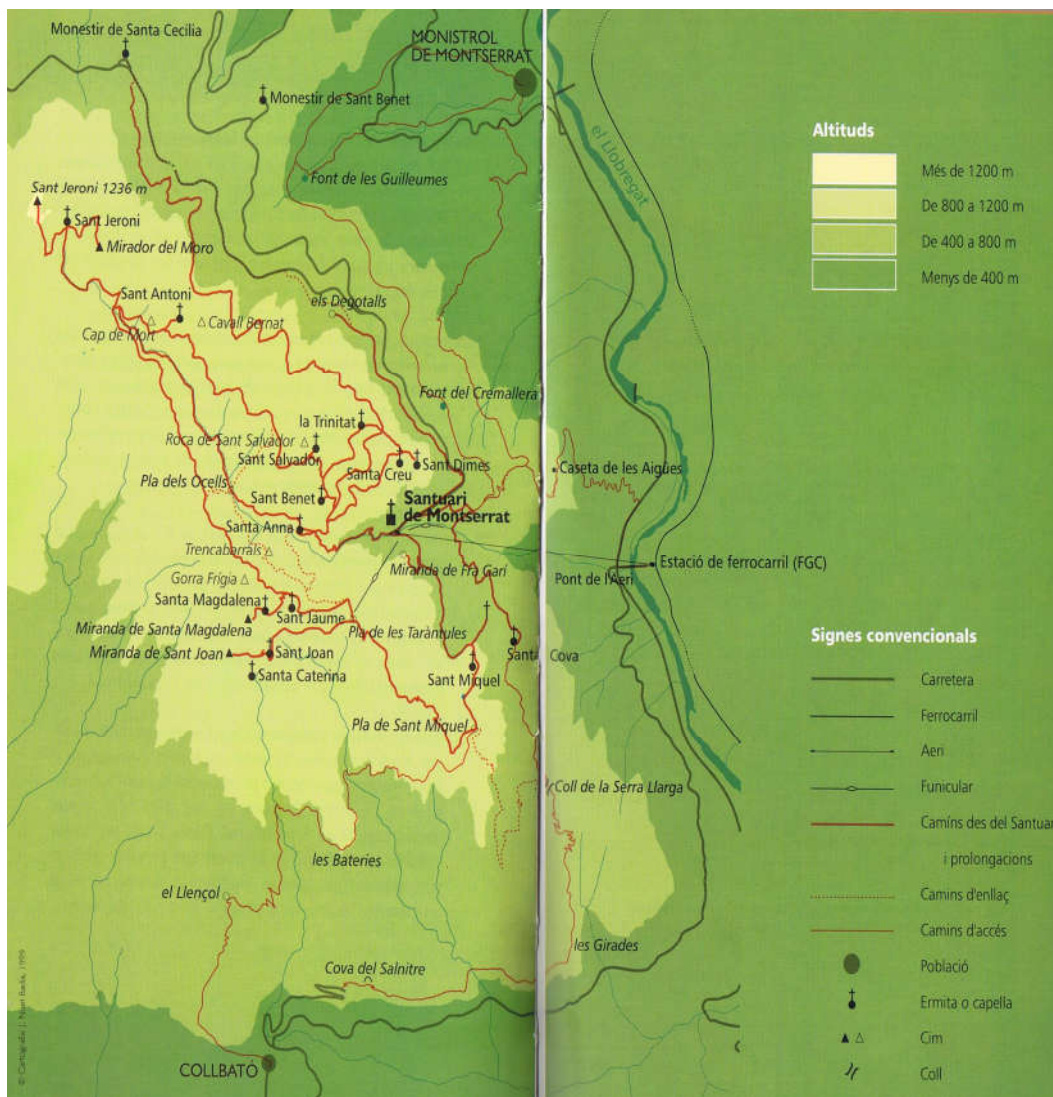 Monestir de Santa Cecília
MONISTROL
DE MONTSERRAT
Monestir de Sant Benet
el Llobregat
Font de les Guilleumes
Sant Jeroni 1236 m
Sant Jeroni
Mirador del Moro
Sant Antoni
els Degotalls
Cavall Bernat
Cap de Mort
Font del Cremallera
la Trinitat
Roca de Sant Salvador
Sant Salvador
Santa Creu
Sant Dimes
Caseta de les Aigües
Pla dels Ocells
Sant Benet
Santuari
de Montserrat
Santa Anna
Trencabarrals
Miranda de Fra Garí
Estació de ferrocarril (FGC)
Pont de l'Aeri
Gorra Frígia
Santa Magdalena
Sant Jaume
Miranda de Santa Magdalena
Pla de les Taràntules
Miranda de Sant Joan
Sant Joan
Santa Cova
Santa Caterina
Sant Miquel
Pla de Sant Miquel
Coll de la Serra Llarga
les Bateries
el Llençol
les Girades
Cova del Salnitre
COLLBATÓ
Altituds
Més de 1200 m
De 800 a 1200 m
De 400 a 800 m
Menys de 400 m
Signes convencionals
Carretera
Ferrocarril
Aeri
Funicular
Camins des del Santuar
i prolongacions
Camins d'enllaç
Camins d'accés
Població
Ermita o capella
Cim
Coll